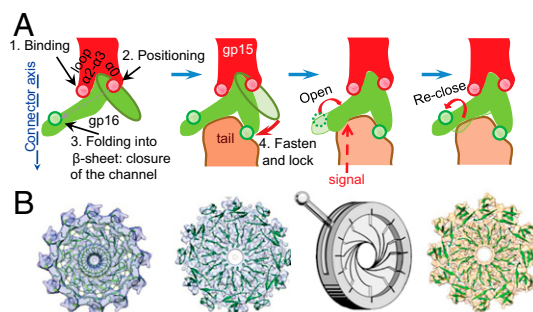 A
1. Binding
loop
α2-α3
α0
2. Positioning
gp15
Connector axis
gp16
3. Folding into
β-sheet: closure
of the channel
tail
4. Fasten
and lock
Open
signal
Re-close
B